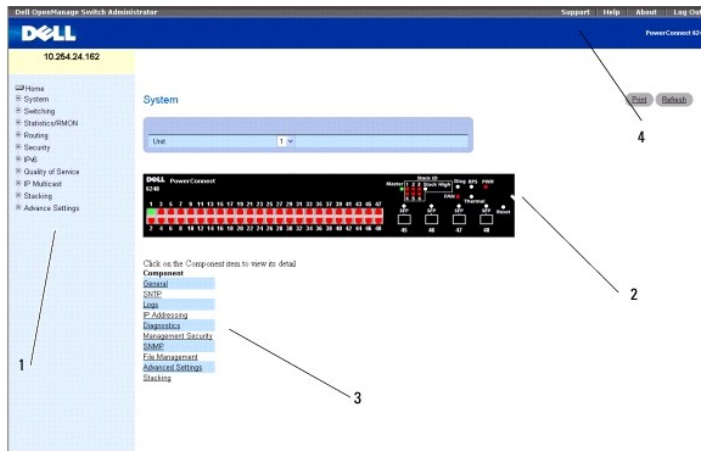 Dell OpenManage Switch Administrator
Support Help About Log Out
DELL
PowerConnect 624
10.254.24.162
Home
System
Switching
Statistics/RMON
Routing
Security
IPv6
Quality of Service
IP Multicast
Stacking
Advance Settings
System
Print Refresh
Unit 1
DELL PowerConnect
6248
Stack ID
Master 1 2 3 Stack High Diag RPS PWR
4 5 6 FAN Thermal
1 3 5 7 9 11 13 15 17 19 21 23 25 27 29 31 33 35 37 39 41 43 45 47
SFP SFP SFP SFP Reset
2 4 6 8 10 12 14 16 18 20 22 24 26 28 30 32 34 36 38 40 42 44 46 48
45 46 47 48
Click on the Component item to view its detail
Component
General
SNTP
Logs
IP Addressing
Diagnostics
Management Security
SNMP
File Management
Advanced Settings
Stacking
1
2
3
4